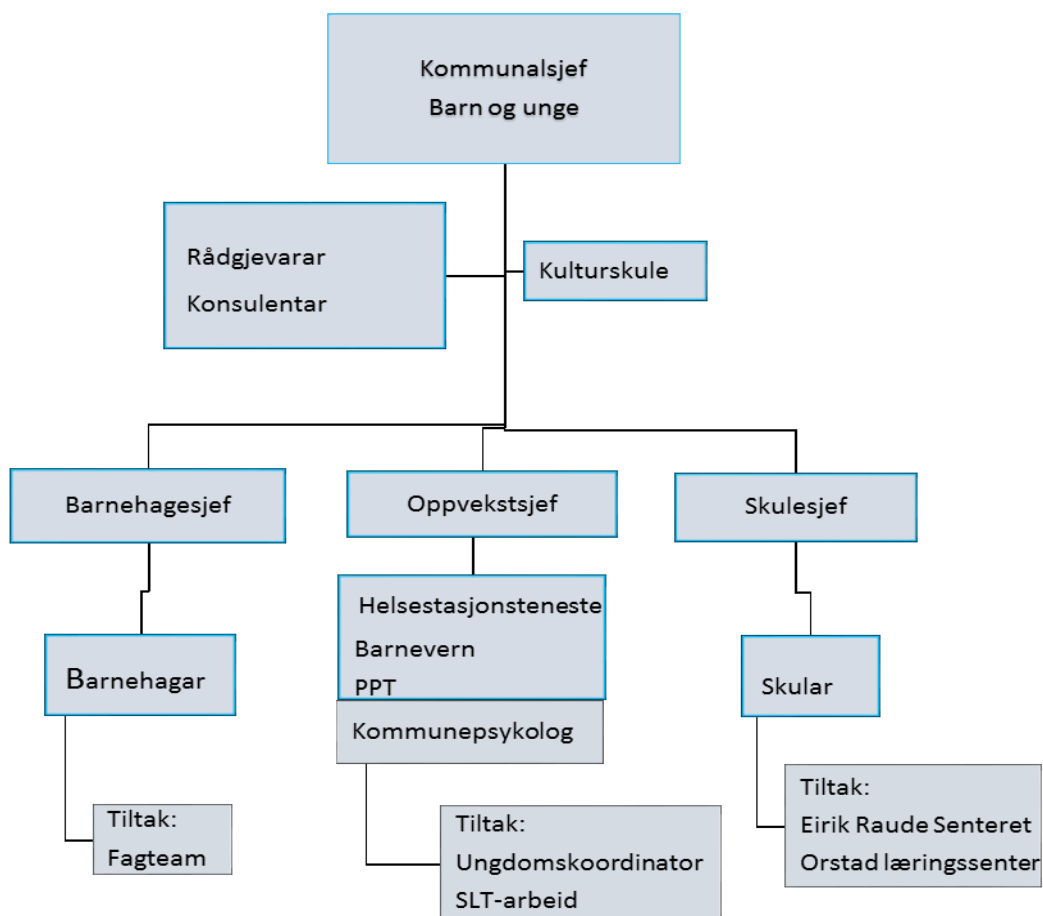 Kommunalsjef
Barn og unge
Rådgjevarar
Konsulentar
Kulturskule
Barnehagesjef
Oppvekstsjef
Skulesjef
Barnehagar
Helsestasjonsteneste
Barnevern
PPT
Kommunepsykolog
Skular
Tiltak:
Fagteam
Tiltak:
Ungdomskoordinator
SLT-arbeid
Tiltak:
Eirik Raude Senteret
Orstad læringssenter